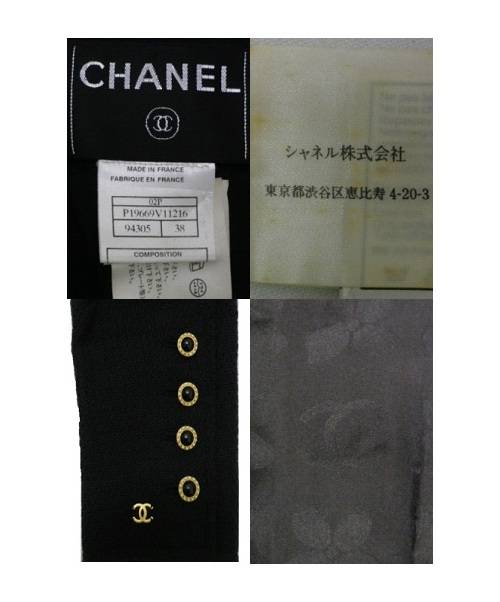 CHANEL
MADE IN FRANCE
FABRIQUE EN FRANCE
02P
P19669V11216
94305 38
COMPOSITION
シャネル株式会社
東京都渋谷区恵比寿 4-20-3